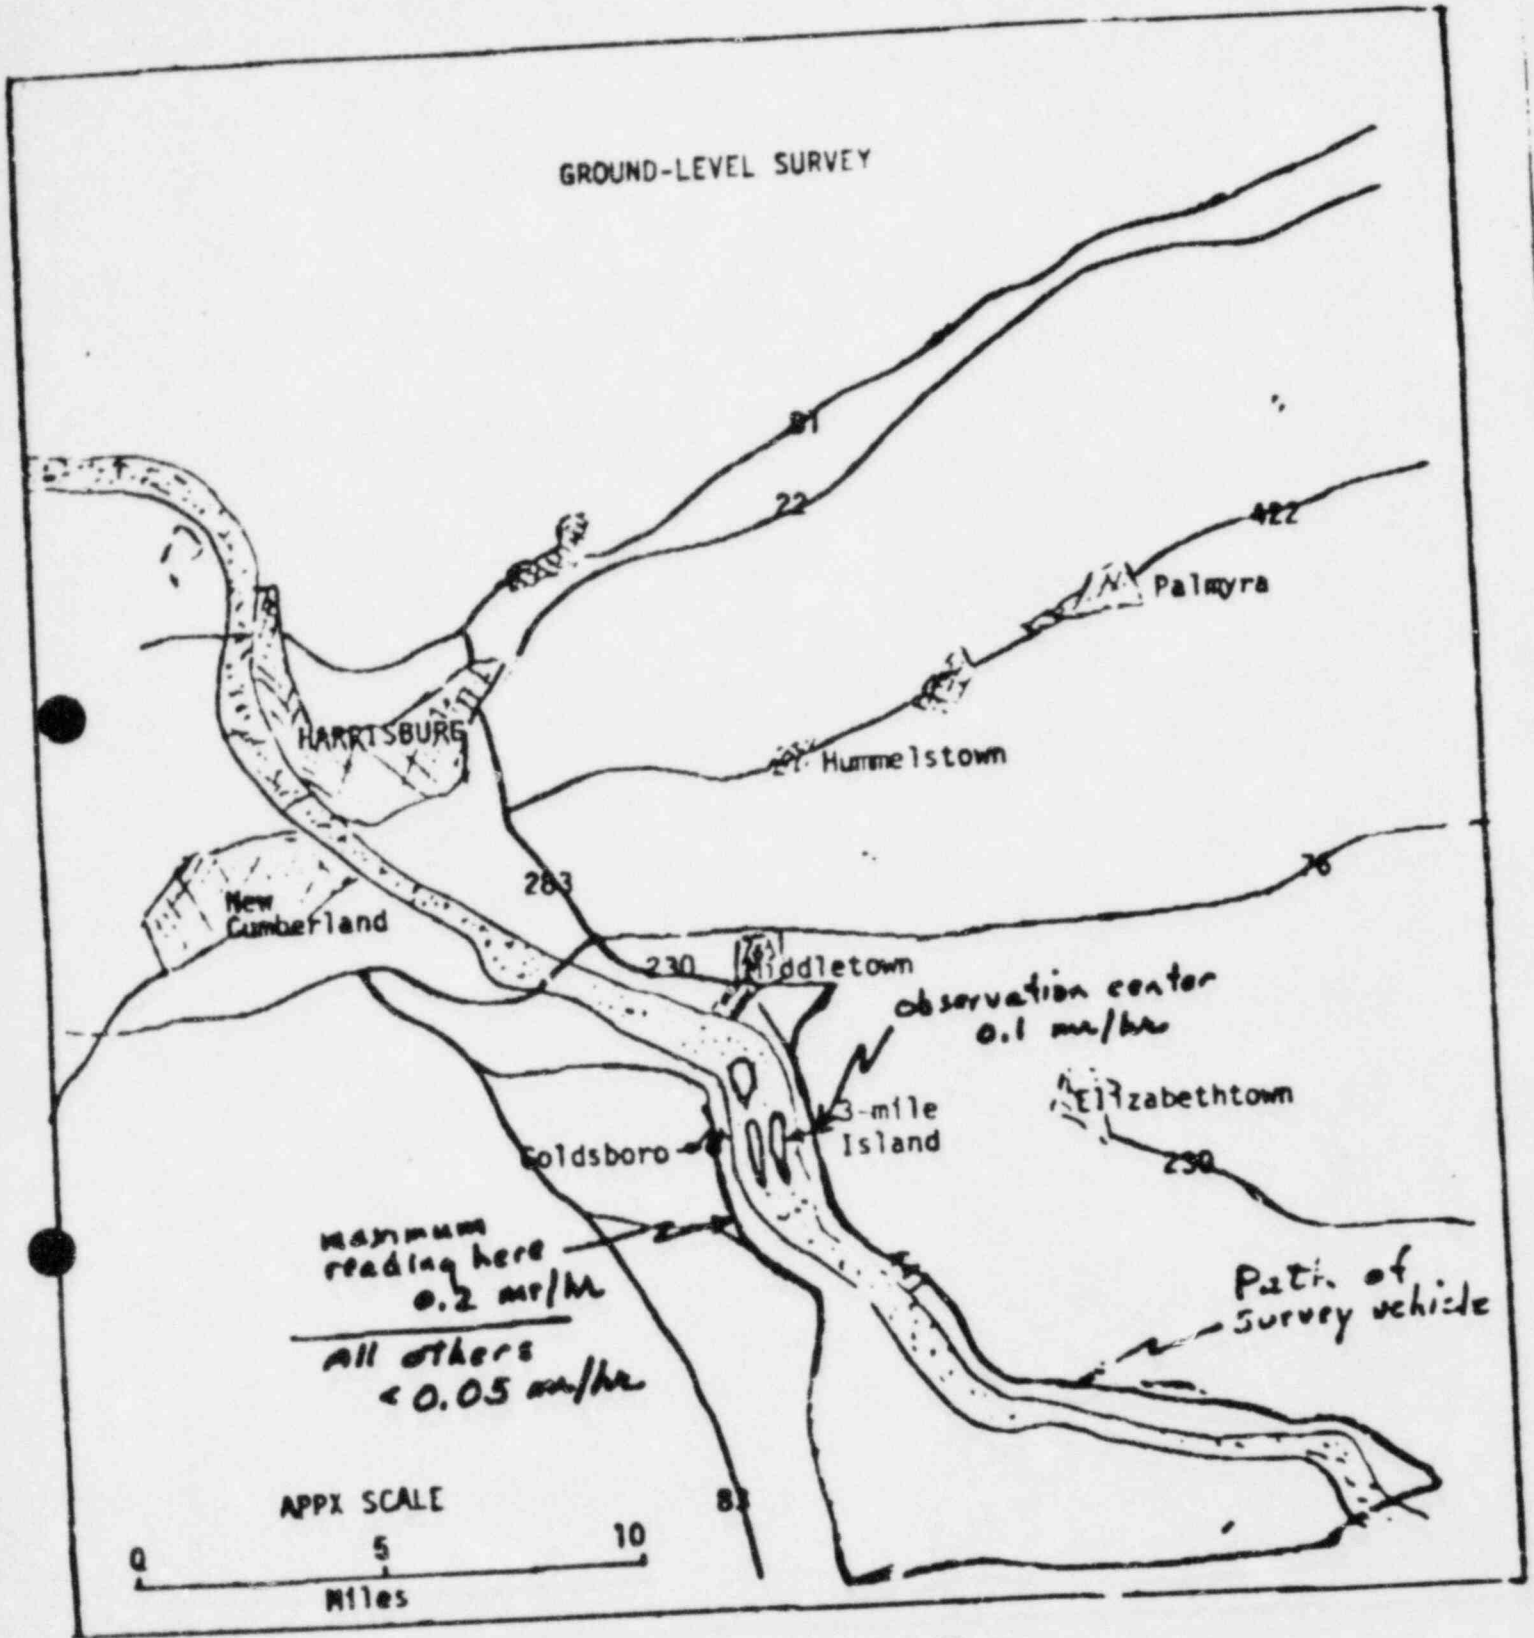 GROUND-LEVEL SURVEY
81
22
422
Palmyra
HARRISBURG
Hummelstown
76
283
New
Cumberland
230
Middletown
observation center
0.1 mr/hr
Elizabethtown
3-mile
Island
Goldsboro
230
maximum
reading here
0.2 mr/hr
All others
< 0.05 mr/hr
Path of
Survey vehicle
83
APPX SCALE
0 5 10
Miles